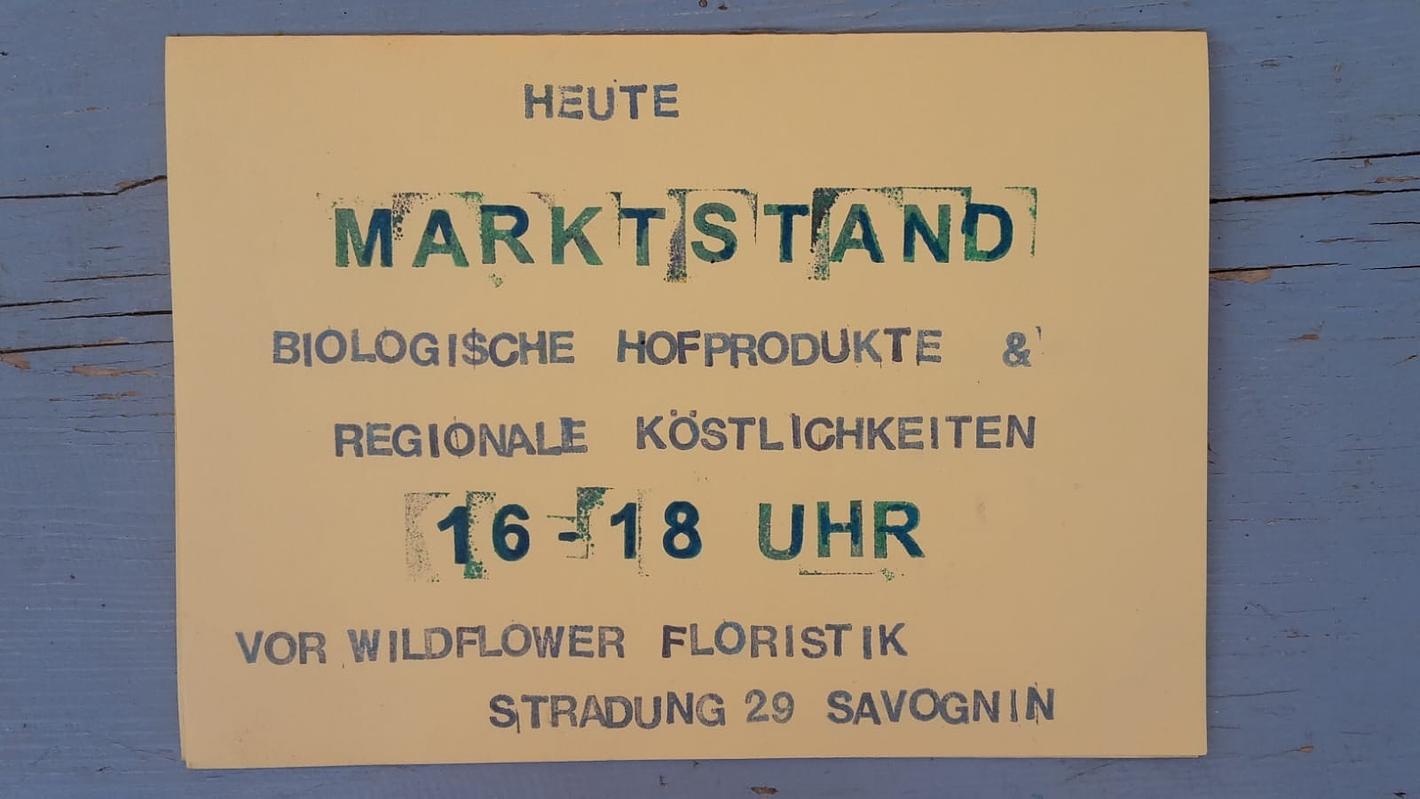 HEUTE
MARKTSTAND
BIOLOGISCHE HOFPRODUKTE &
REGIONALE KÖSTLICHKEITEN
16-18 UHR
VOR WILDFLOWER FLORISTIK
STRADUNG 29 SAVOGNIN